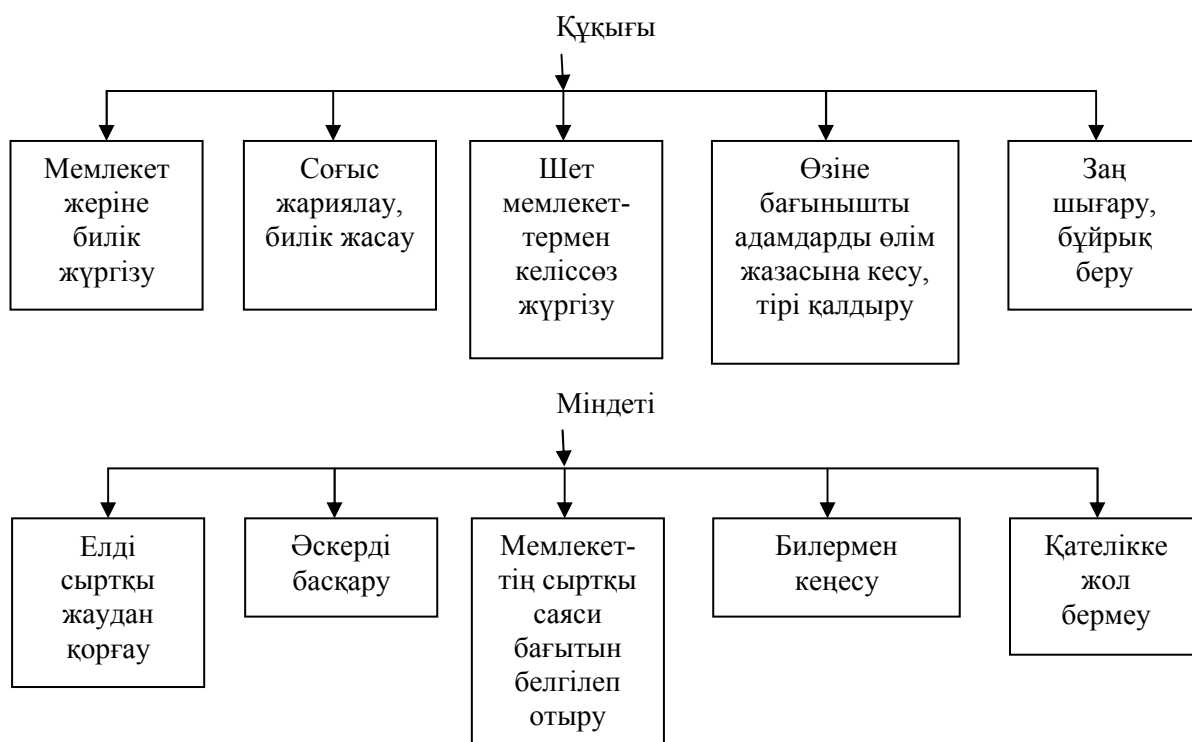 Құқығы
Мемлекет
жеріне
билік
жүргізу
Соғыс
жариялау,
билік жасау
Шет
мемлекет-
термен
келіссөз
жүргізу
Өзіне
бағынышты
адамдарды өлім
жазасына кесу,
тірі қалдыру
Заң
шығару,
бұйрық
беру
Міндеті
Елді
сыртқы
жаудан
қорғау
Әскерді
басқару
Мемлекет-
тің сыртқы
саяси
бағытын
белгілеп
отыру
Билермен
кеңесу
Қателікке
жол
бермеу